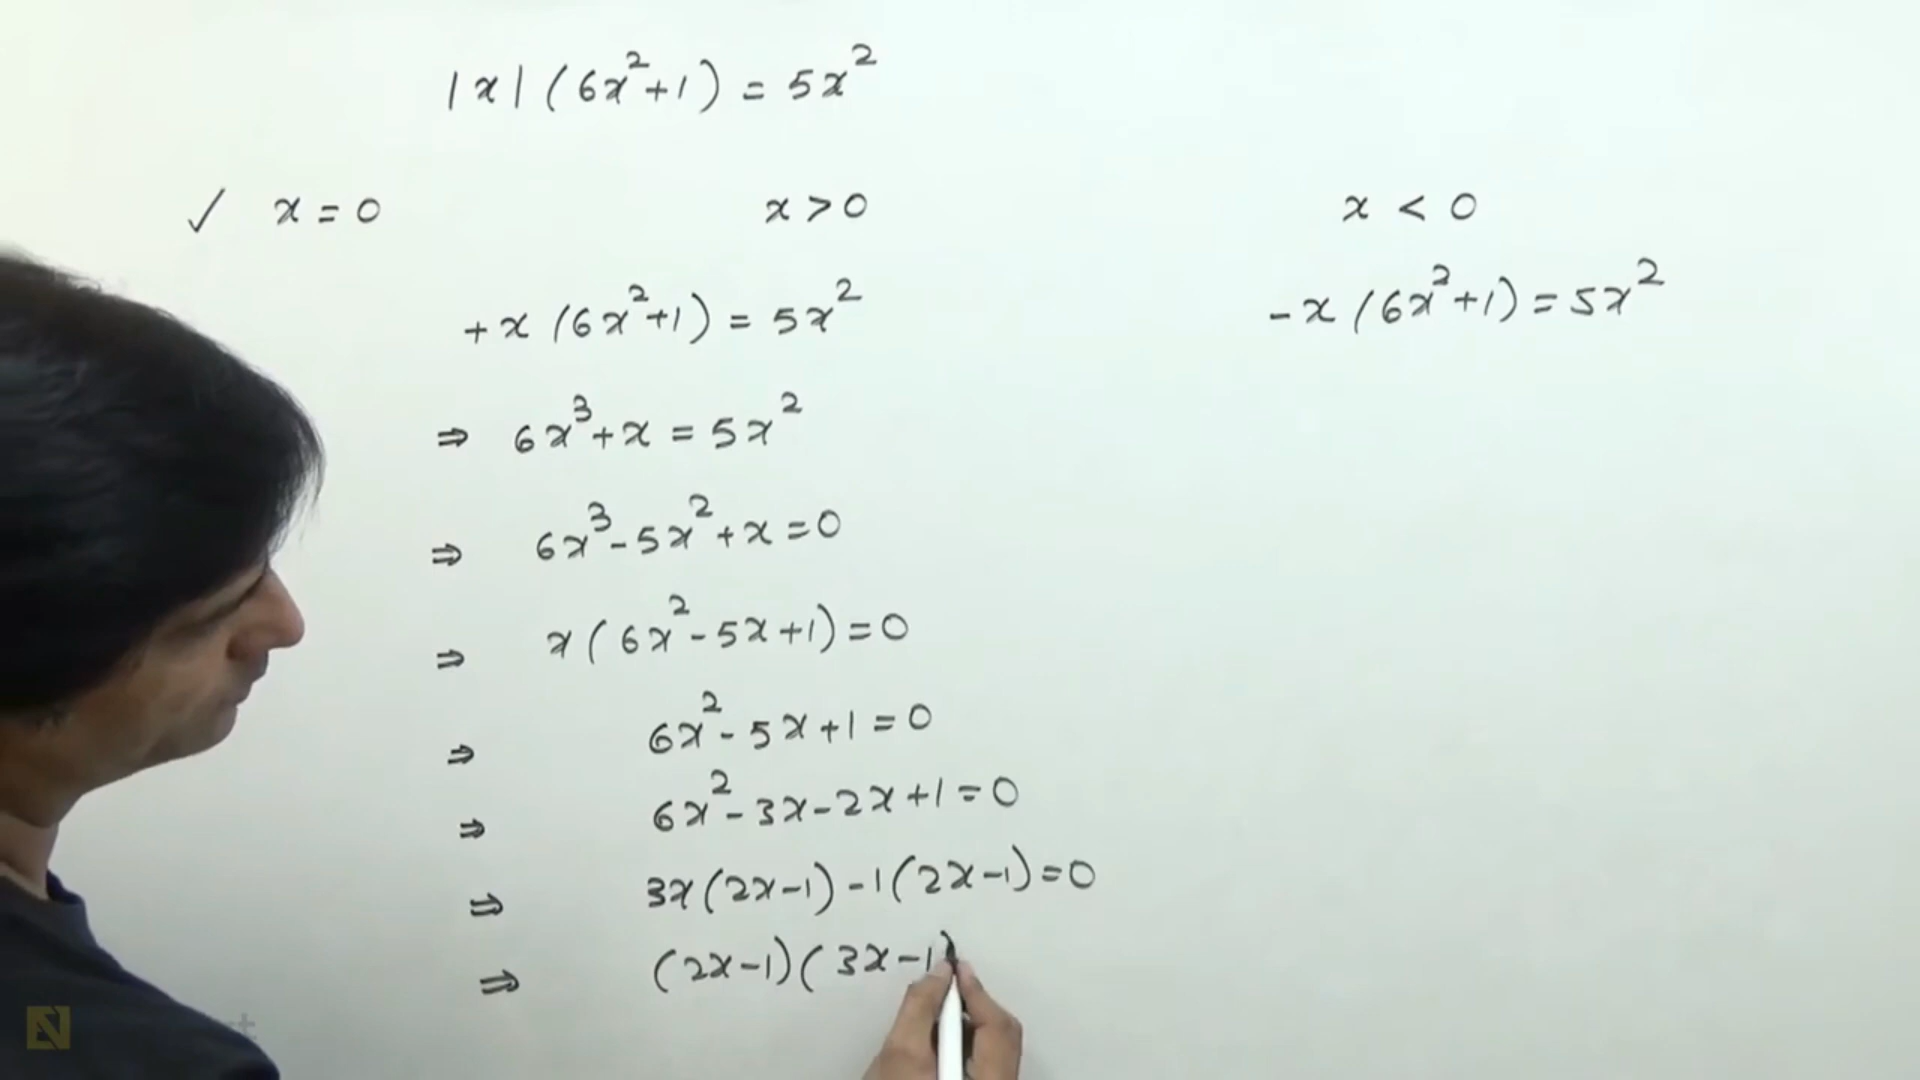 |x| (6x²+1) = 5x²
✓ x = 0
x > 0
+x (6x²+1) = 5x²
⇒ 6x³+x = 5x²
⇒ 6x³-5x²+x=0
⇒ x(6x²-5x+1)=0
⇒ 6x²-5x+1=0
⇒ 6x²-3x-2x+1=0
⇒ 3x(2x-1)-1(2x-1)=0
⇒ (2x-1)(3x-1)
x < 0
-x (6x²+1) = 5x²